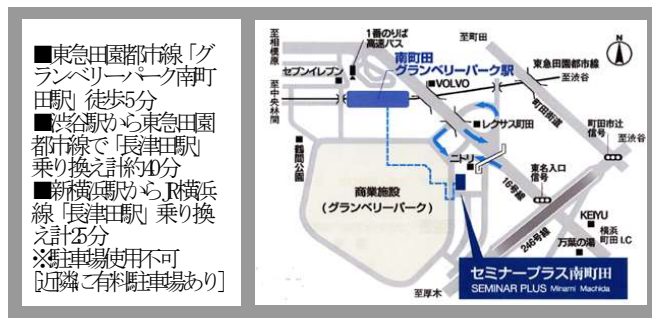 ■東急田園都市線「グ
ランベリーパーク南町
田駅」徒歩5分
■渋谷駅から東急田園
都市線で「長津田駅」
乗り換え計約40分
■新横浜駅からJR横浜
線「長津田駅」乗り換
え計25分
※駐車場使用不可
[近隣に有料駐車場あり]
至相模原
1番のりば
高速バス
至町田
N
南町田
グランベリーパーク駅
東急田園都市線
至渋谷
セブンイレブン
VOLVO
至中央林間
町田街道
レクサス町田
町田市辻
信号
至渋谷
鶴間公園
ニトリ
東名入口
信号
商業施設
(グランベリーパーク)
16号線
KEIYU
横浜
町田I.C
246号線
万葉の湯
至厚木
セミナープラス南町田
SEMINAR PLUS Minami Machida